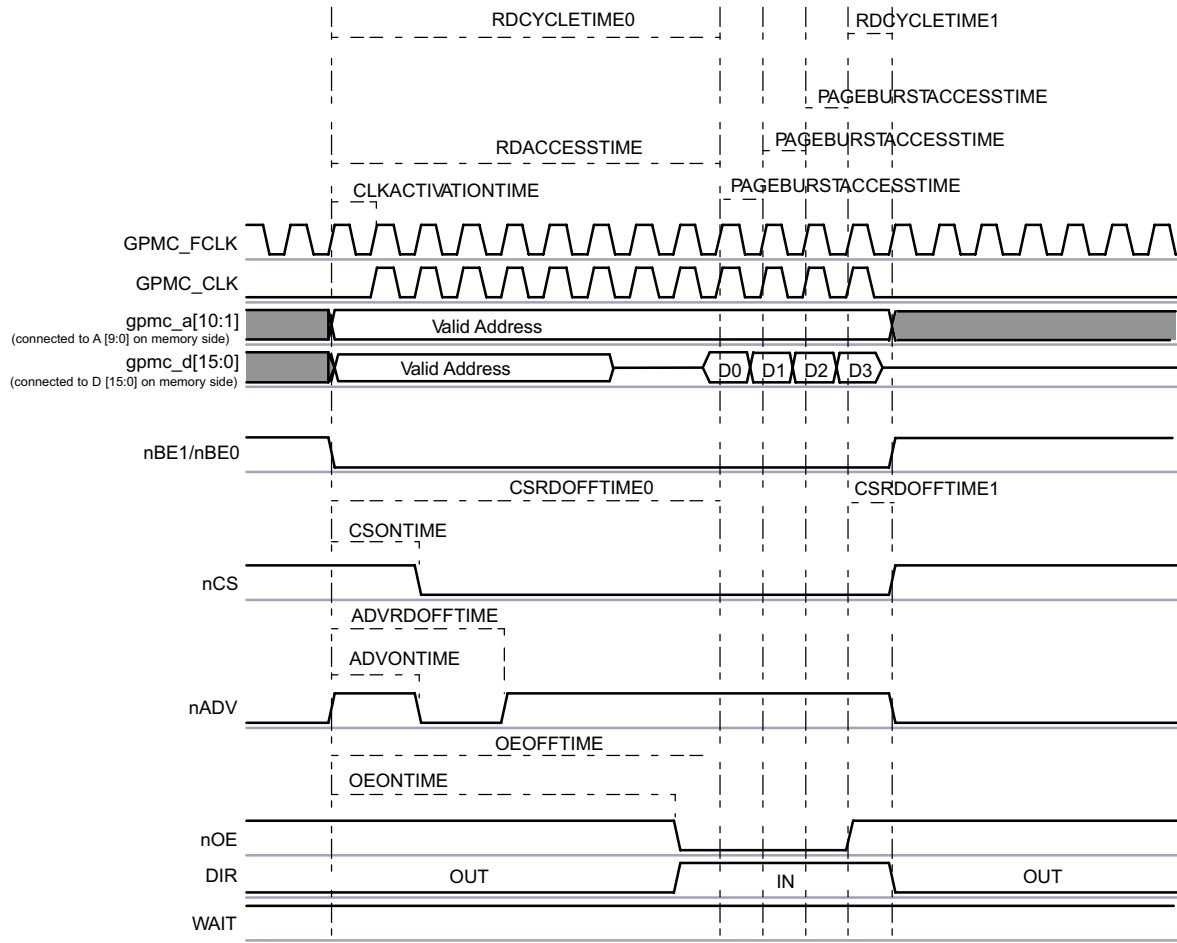 RDCYCLETIME0
RDCYCLETIME1
PAGEBURSTACCESSTIME
PAGEBURSTACCESSTIME
RDACCESSTIME
PAGEBURSTACCESSTIME
CLKACTIVATIONTIME
GPMC_FCLK
GPMC_CLK
gpmc_a[10:1]
(connected to A [9:0] on memory side)
Valid Address
gpmc_d[15:0]
(connected to D [15:0] on memory side)
Valid Address
D0 D1 D2 D3
nBE1/nBE0
CSRDOFFTIME0
CSRDOFFTIME1
CSONTIME
nCS
ADVRDOFFTIME
ADVONTIME
nADV
OEOFFTIME
OEONTIME
nOE
DIR
OUT
IN
OUT
WAIT